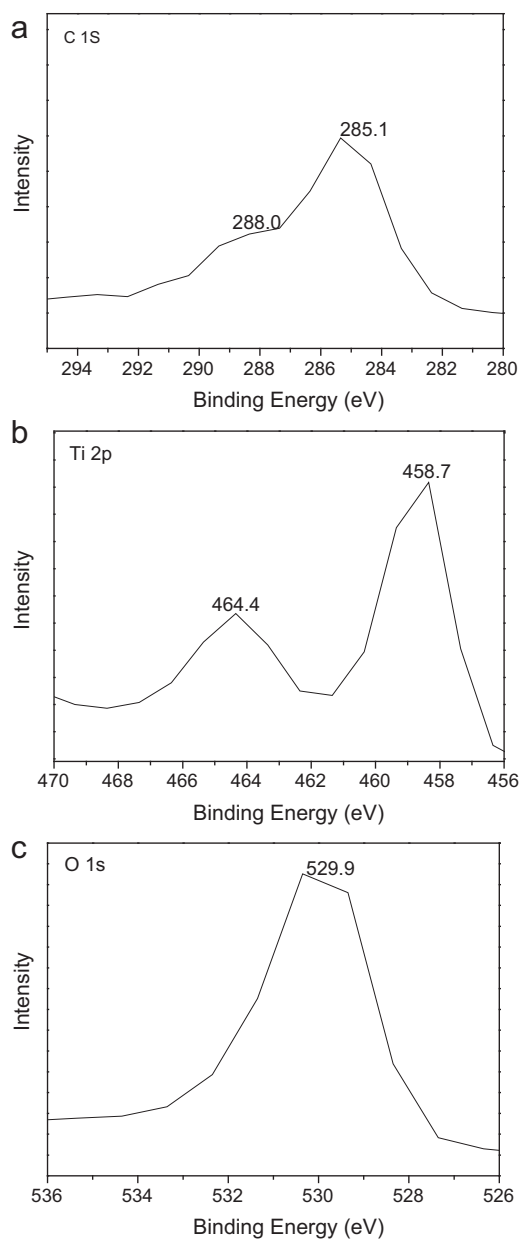 a
C 1S
285.1
288.0
Intensity
294 292 290 288 286 284 282 280
Binding Energy (eV)
b
Ti 2p
458.7
464.4
Intensity
470 468 466 464 462 460 458 456
Binding Energy (eV)
c
O 1s
529.9
Intensity
536 534 532 530 528 526
Binding Energy (eV)